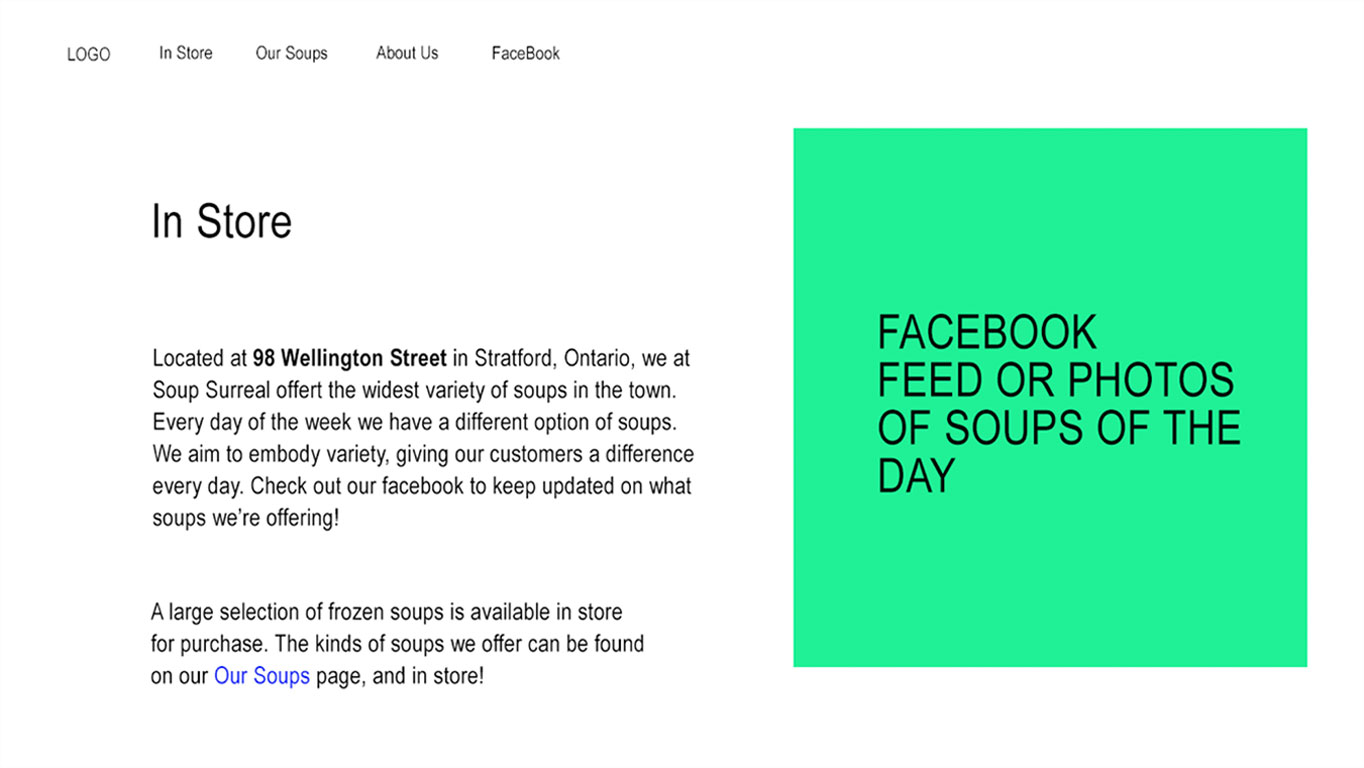 LOGO In Store Our Soups About Us FaceBook
In Store
Located at 98 Wellington Street in Stratford, Ontario, we at
Soup Surreal offert the widest variety of soups in the town.
Every day of the week we have a different option of soups.
We aim to embody variety, giving our customers a difference
every day. Check out our facebook to keep updated on what
soups we’re offering!
A large selection of frozen soups is available in store
for purchase. The kinds of soups we offer can be found
on our Our Soups page, and in store!
FACEBOOK
FEED OR PHOTOS
OF SOUPS OF THE
DAY